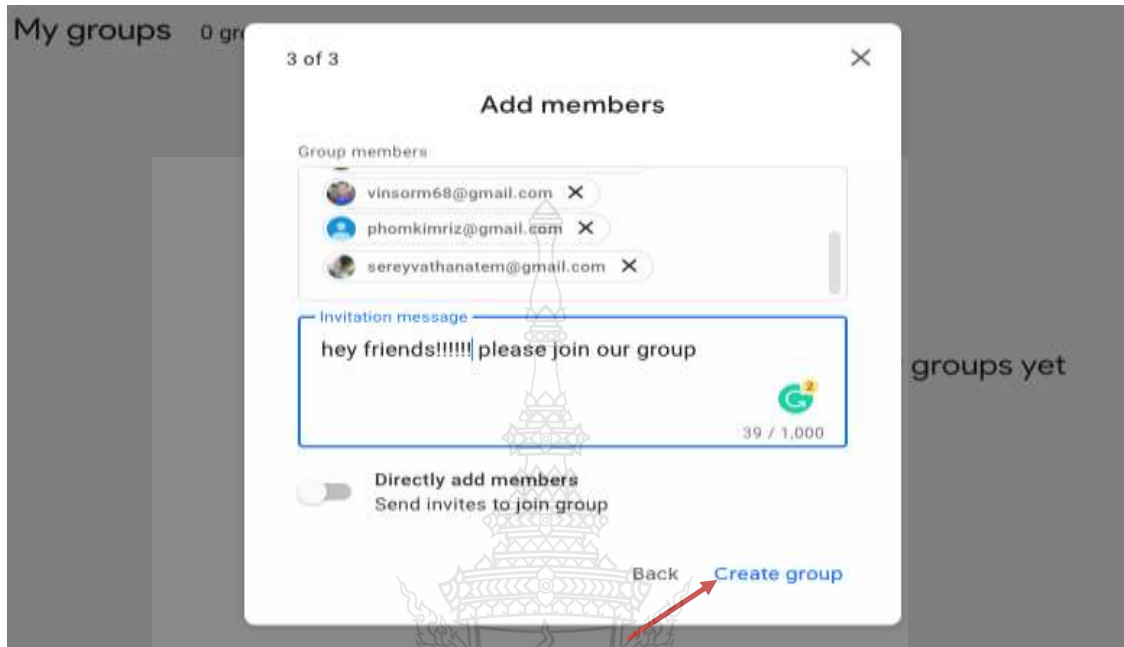 My groups 0 gr
3 of 3
Add members
Group members
vinsorm68@gmail.com
phomkimriz@gmail.com
sereyvathanatem@gmail.com
Invitation message
hey friends!!!!!! please join our group
groups yet
2
39 / 1,000
Directly add members
Send invites to join group
Back Create group